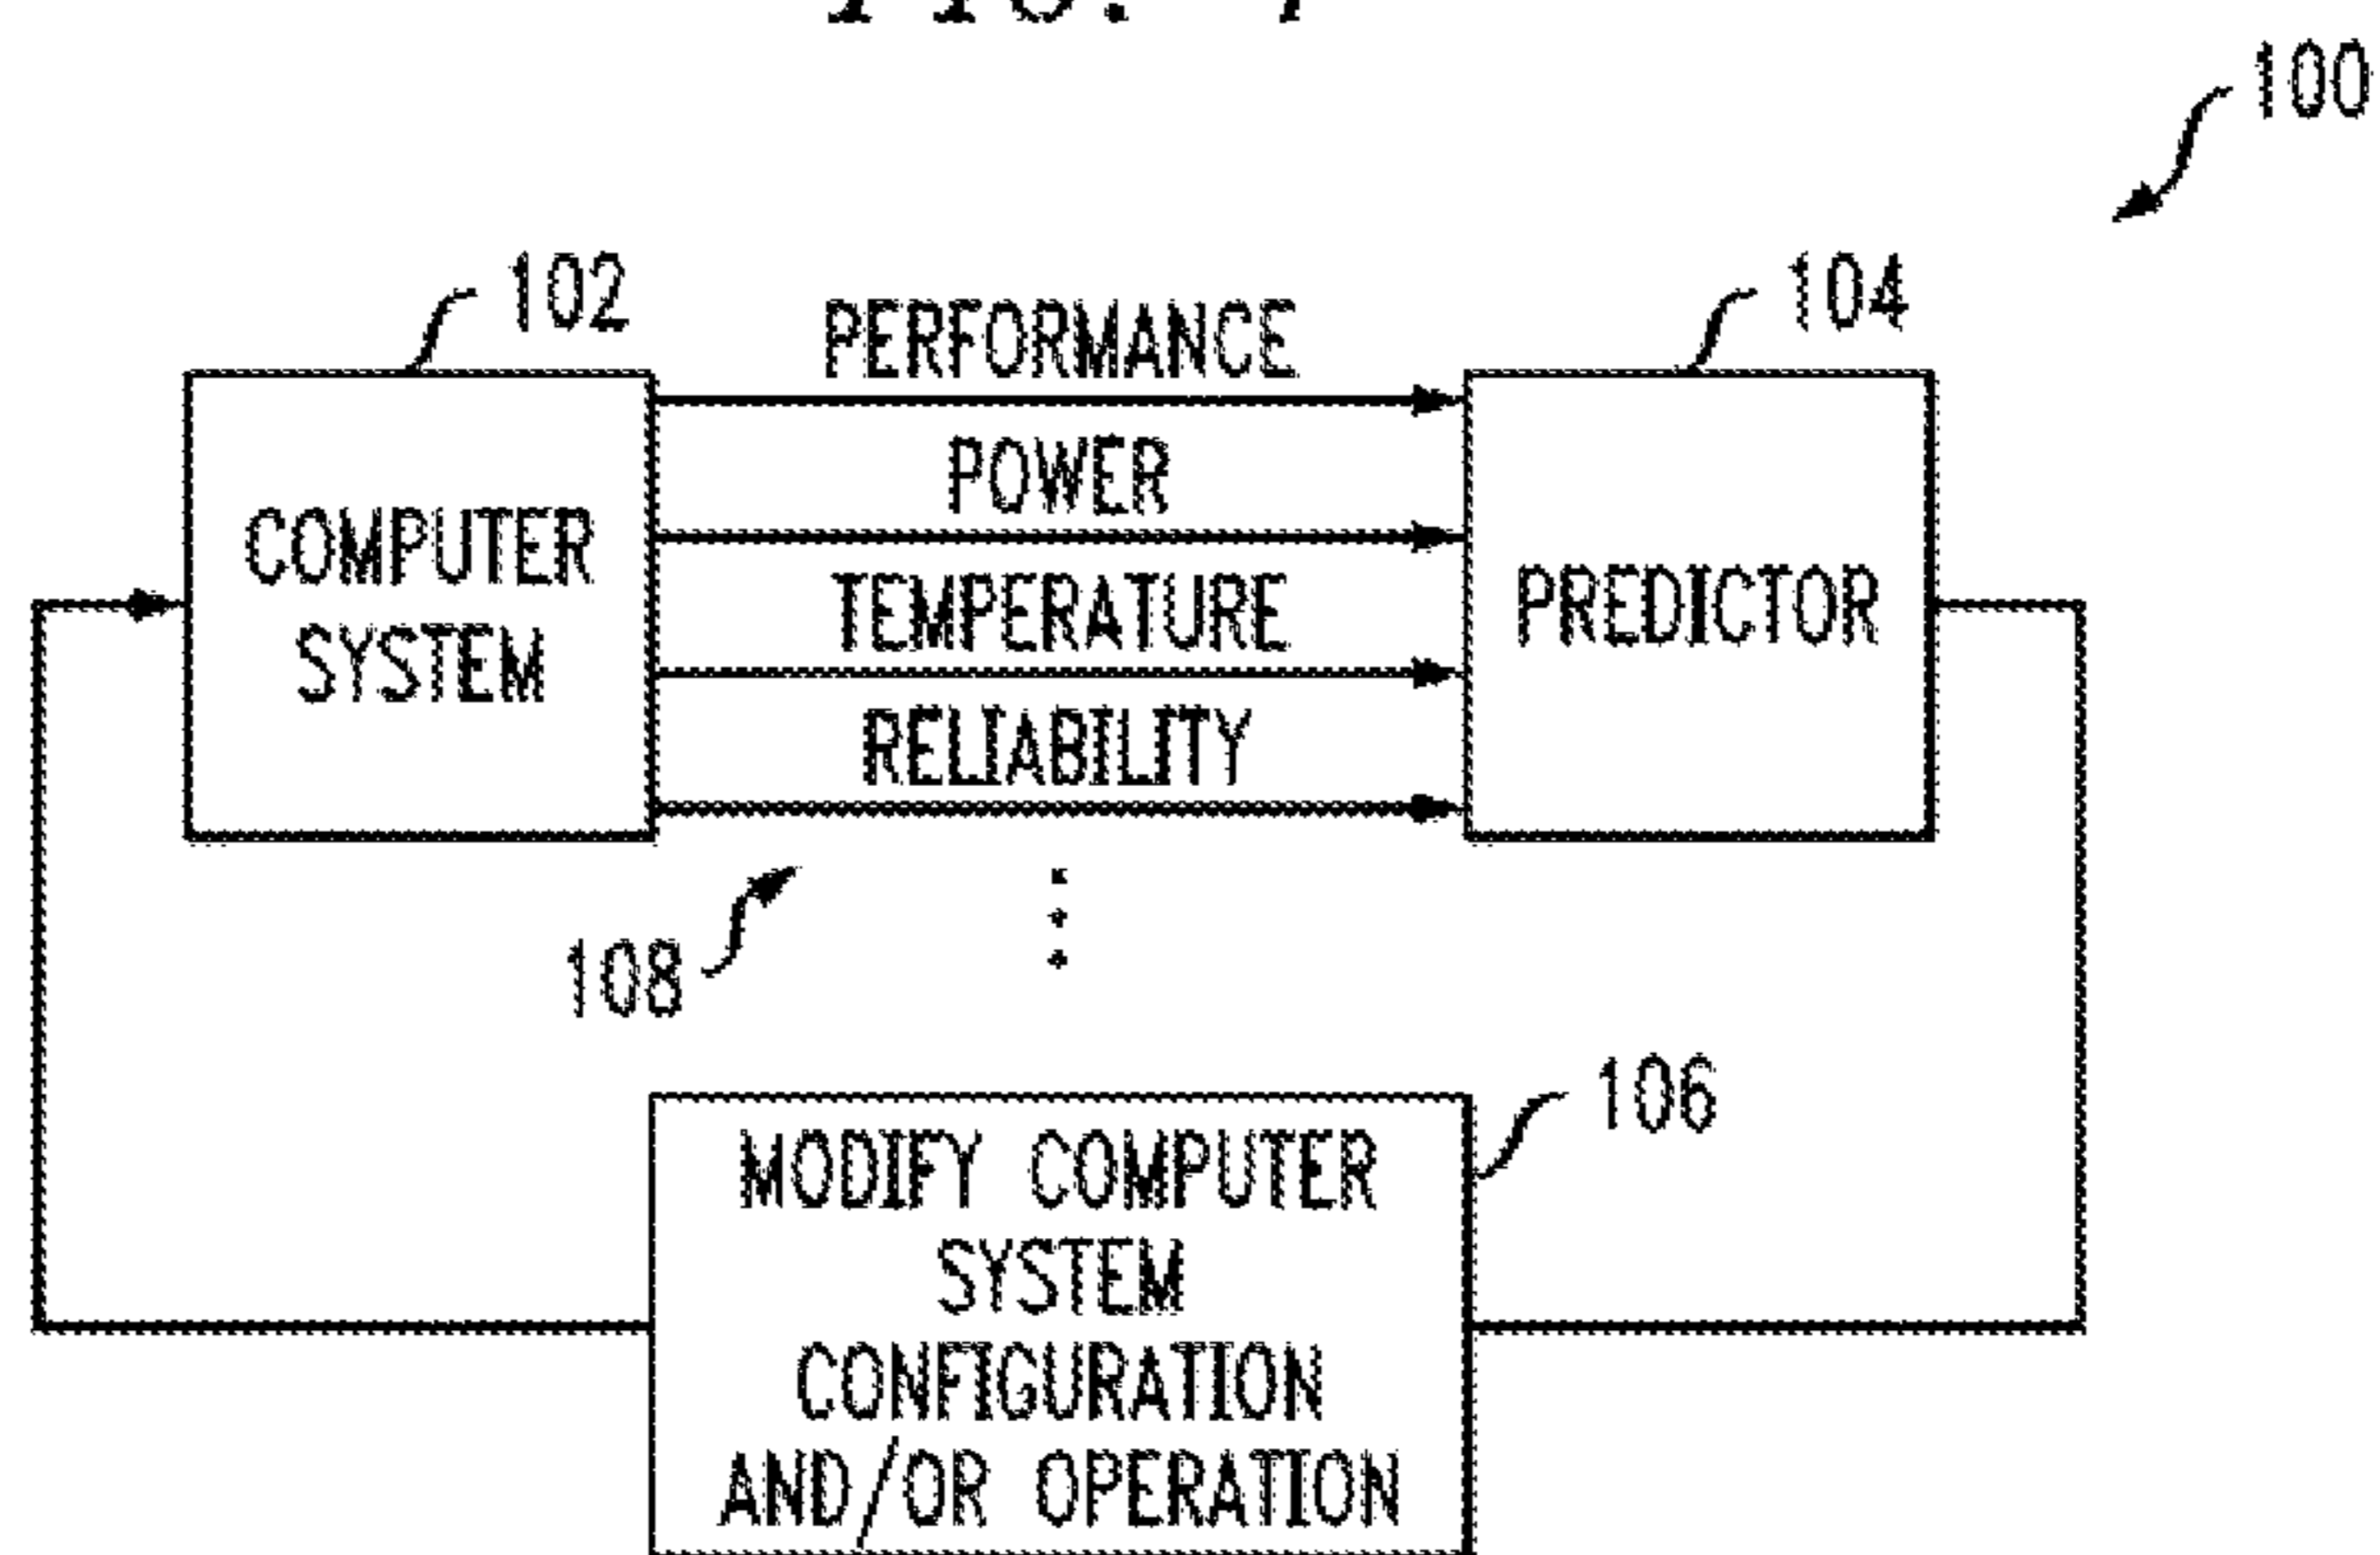 100
102
104
PERFORMANCE
POWER
TEMPERATURE
RELIABILITY
COMPUTER
SYSTEM
PREDICTOR
108
106
MODIFY COMPUTER
SYSTEM
CONFIGURATION
AND/OR OPERATION